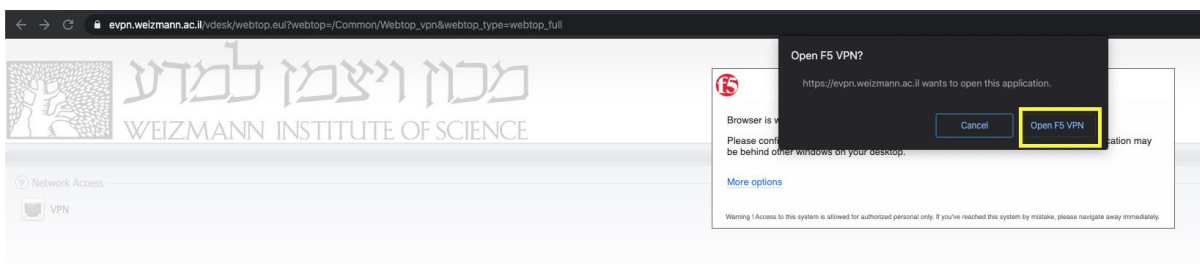 evpn.weizmann.ac.il/vdesk/webtop.eui?webtop=/Common/Webtop_vpn&webtop_type=webtop_full
מכון ויצמן למדע
WEIZMANN INSTITUTE OF SCIENCE
Network Access
VPN
Open F5 VPN?
https://evpn.weizmann.ac.il wants to open this application.
Cancel
Open F5 VPN
f5
Browser is
Please cation may
be behind other windows on your desktop.
More options
Warning ! Access to this system is allowed for authorized personal only. If you've reached this system by mistake, please navigate away immediately.